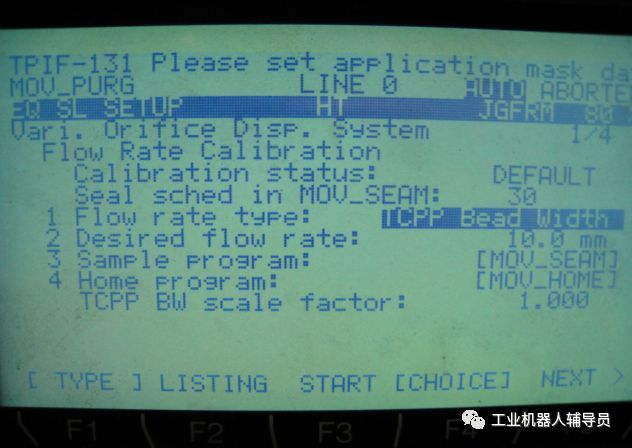 TPIF-131 Please set application mask da
MOV_PURG LINE 0 AUTO ABORTE
EQ SL SETUP HT JGFRM 80
Vari. Orifice Disp. System 1/4
Flow Rate Calibration
Calibration status: DEFAULT
Seal sched in MOV_SEAM: 30
1 Flow rate type: TCPP Bead Width
2 Desired flow rate: 10.0 mm
3 Sample program: [MOV_SEAM]
4 Home program: [MOV_HOME]
TCPP BW scale factor: 1.000
[ TYPE ] LISTING START [CHOICE] NEXT >
F1 F2 F3 F4
工业机器人辅导员